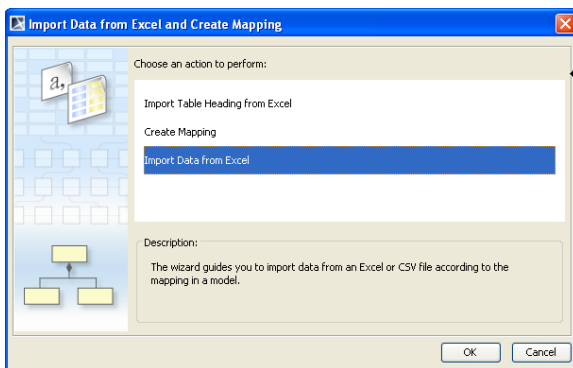 Import Data from Excel and Create Mapping
Choose an action to perform:
a,
Import Table Heading from Excel
Create Mapping
Import Data from Excel
Description:
The wizard guides you to import data from an Excel or CSV file according to the
mapping in a model.
OK
Cancel